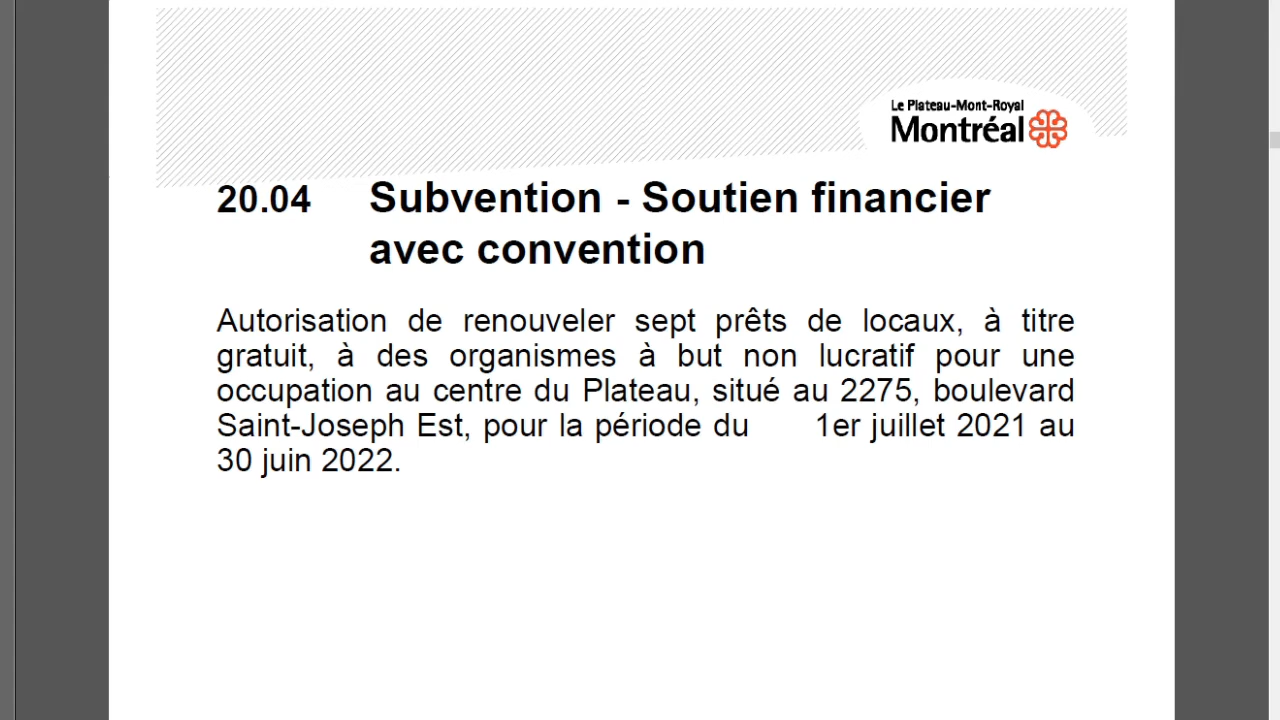 Le Plateau-Mont-Royal
Montréal
20.04 Subvention - Soutien financier
avec convention
Autorisation de renouveler sept prêts de locaux, à titre
gratuit, à des organismes à but non lucratif pour une
occupation au centre du Plateau, situé au 2275, boulevard
Saint-Joseph Est, pour la période du 1er juillet 2021 au
30 juin 2022.